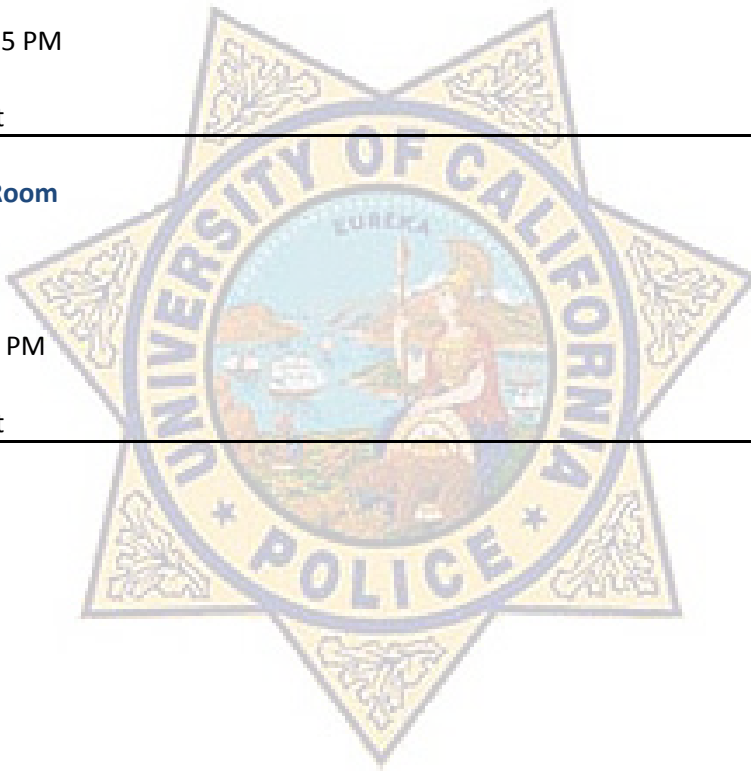 5 PM
t
Room
PM
t
UNIVERSITY OF CALIFORNIA
EUREKA
* POLICE *